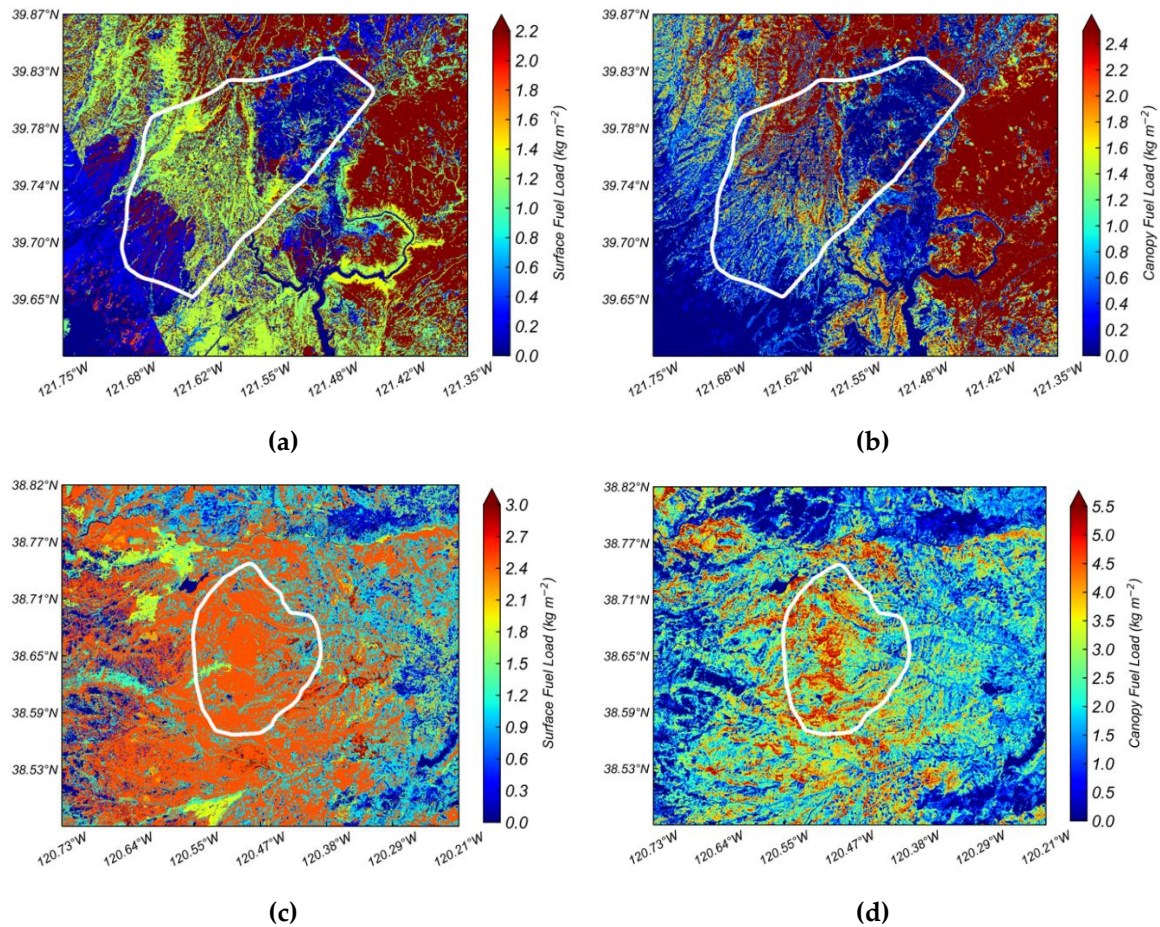 39.87°N
39.83°N
39.78°N
39.74°N
39.70°N
39.65°N
121.75°W 121.68°W 121.62°W 121.55°W 121.48°W 121.42°W 121.35°W
2.2
2.0
1.8
1.6
1.4
1.2
1.0
0.8
0.6
0.4
0.2
0.0
Surface Fuel Load (kg m⁻²)
(a)
39.87°N
39.83°N
39.78°N
39.74°N
39.70°N
39.65°N
121.75°W 121.68°W 121.62°W 121.55°W 121.48°W 121.42°W 121.35°W
2.4
2.2
2.0
1.8
1.6
1.4
1.2
1.0
0.8
0.6
0.4
0.2
0.0
Canopy Fuel Load (kg m⁻²)
(b)
38.82°N
38.77°N
38.71°N
38.65°N
38.59°N
38.53°N
120.73°W 120.64°W 120.55°W 120.47°W 120.38°W 120.29°W 120.21°W
3.0
2.7
2.4
2.1
1.8
1.5
1.2
0.9
0.6
0.3
0.0
Surface Fuel Load (kg m⁻²)
(c)
38.82°N
38.77°N
38.71°N
38.65°N
38.59°N
38.53°N
120.73°W 120.64°W 120.55°W 120.47°W 120.38°W 120.29°W 120.21°W
5.5
5.0
4.5
4.0
3.5
3.0
2.5
2.0
1.5
1.0
0.5
0.0
Canopy Fuel Load (kg m⁻²)
(d)